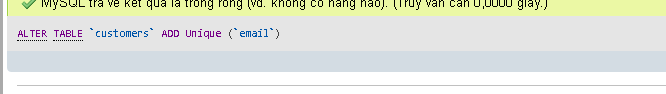 MySQL trả về kết quả là trống rỗng (vd. không có hàng nào). (Truy vấn cần 0,0000 giây.)
ALTER TABLE `customers` ADD Unique (`email`)